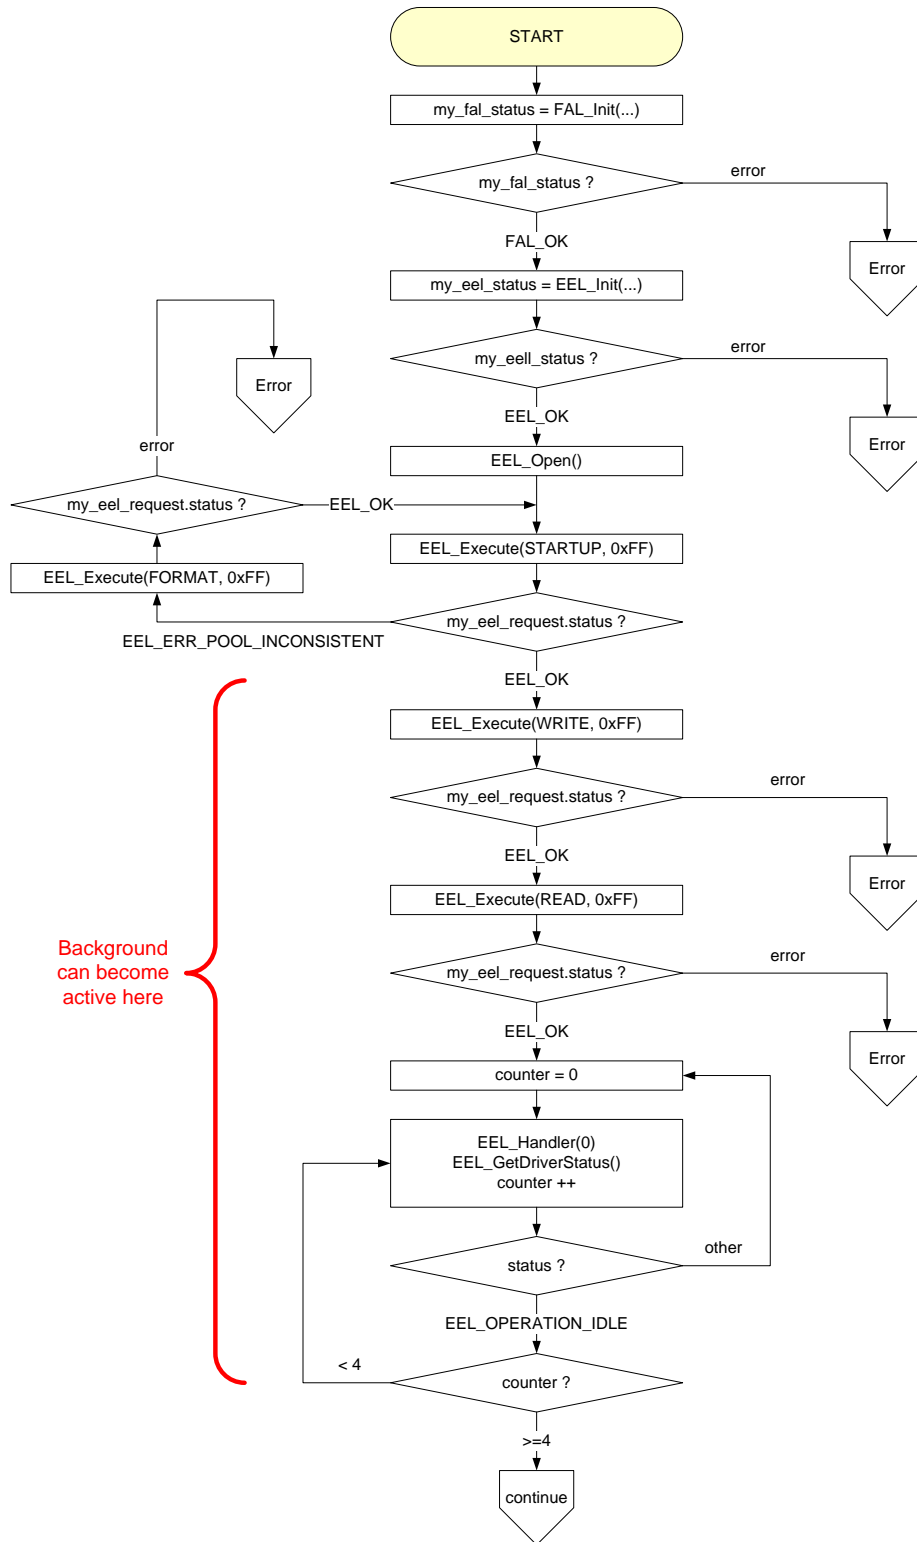 START
my_fal_status = FAL_Init(...)
my_fal_status ?
error
Error
FAL_OK
my_eel_status = EEL_Init(...)
my_eell_status ?
error
Error
Error
EEL_OK
EEL_Open()
error
my_eel_request.status ?
EEL_OK
EEL_Execute(STARTUP, 0xFF)
EEL_Execute(FORMAT, 0xFF)
my_eel_request.status ?
EEL_ERR_POOL_INCONSISTENT
EEL_OK
EEL_Execute(WRITE, 0xFF)
my_eel_request.status ?
error
Error
EEL_OK
EEL_Execute(READ, 0xFF)
Background
can become
active here
my_eel_request.status ?
error
Error
EEL_OK
counter = 0
EEL_Handler(0)
EEL_GetDriverStatus()
counter ++
status ?
other
EEL_OPERATION_IDLE
< 4
counter ?
>=4
continue